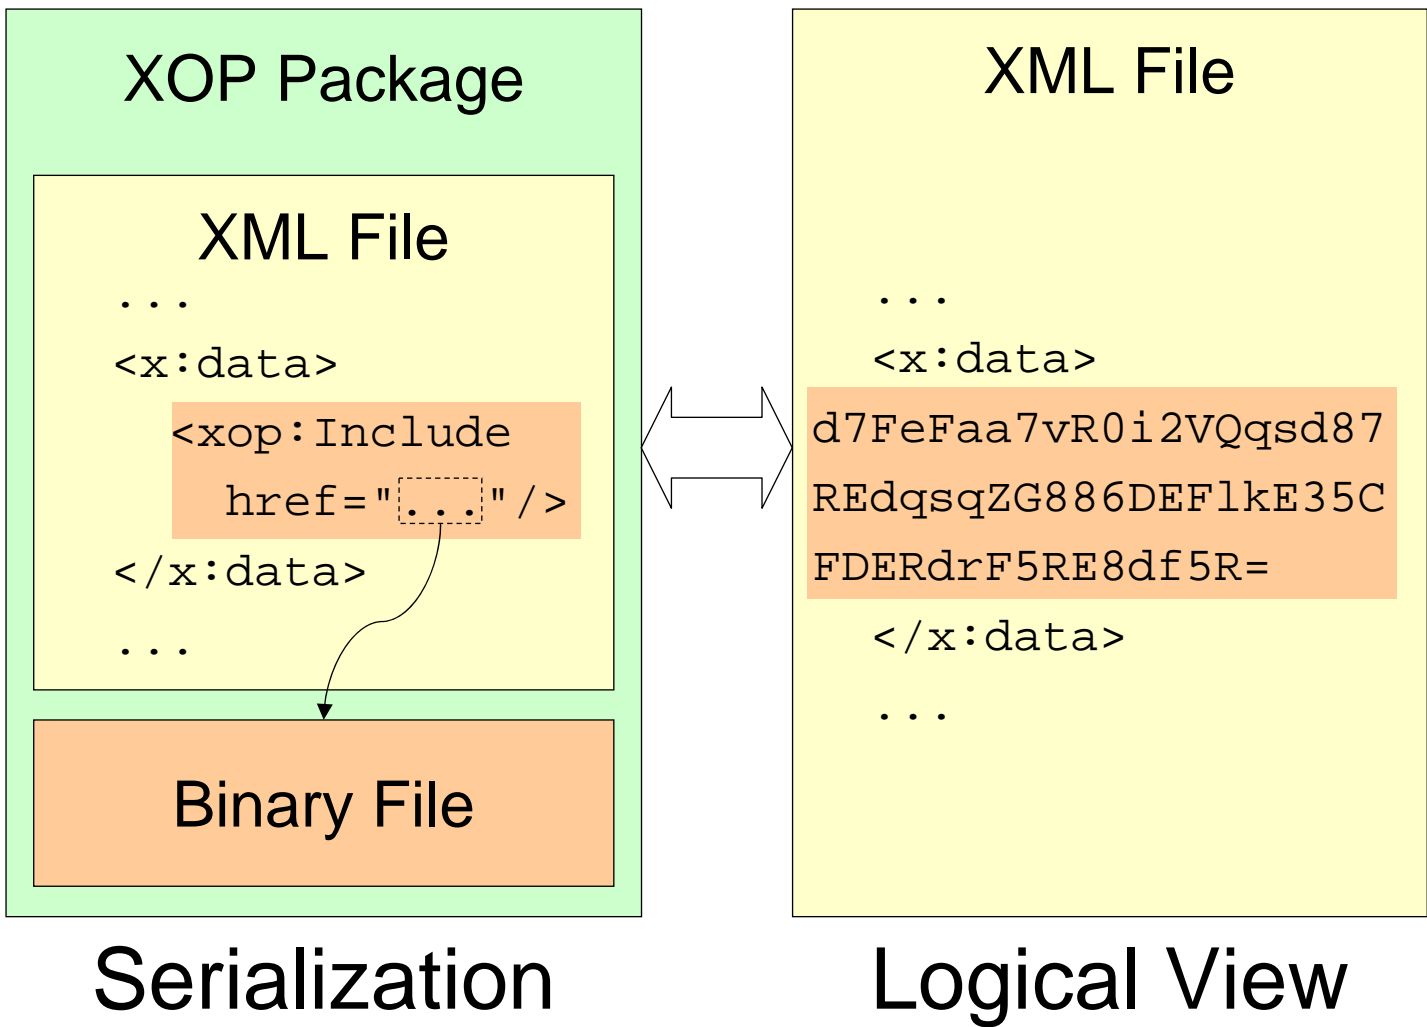 XOP Package
XML File
...
<x:data>
<xop:Include
href="..."/>
</x:data>
...
Binary File
Serialization
XML File
...
<x:data>
d7FeFaa7vR0i2VQqsd87
REdqsqZG886DEFlkE35C
FDERdrF5RE8df5R=
</x:data>
...
Logical View